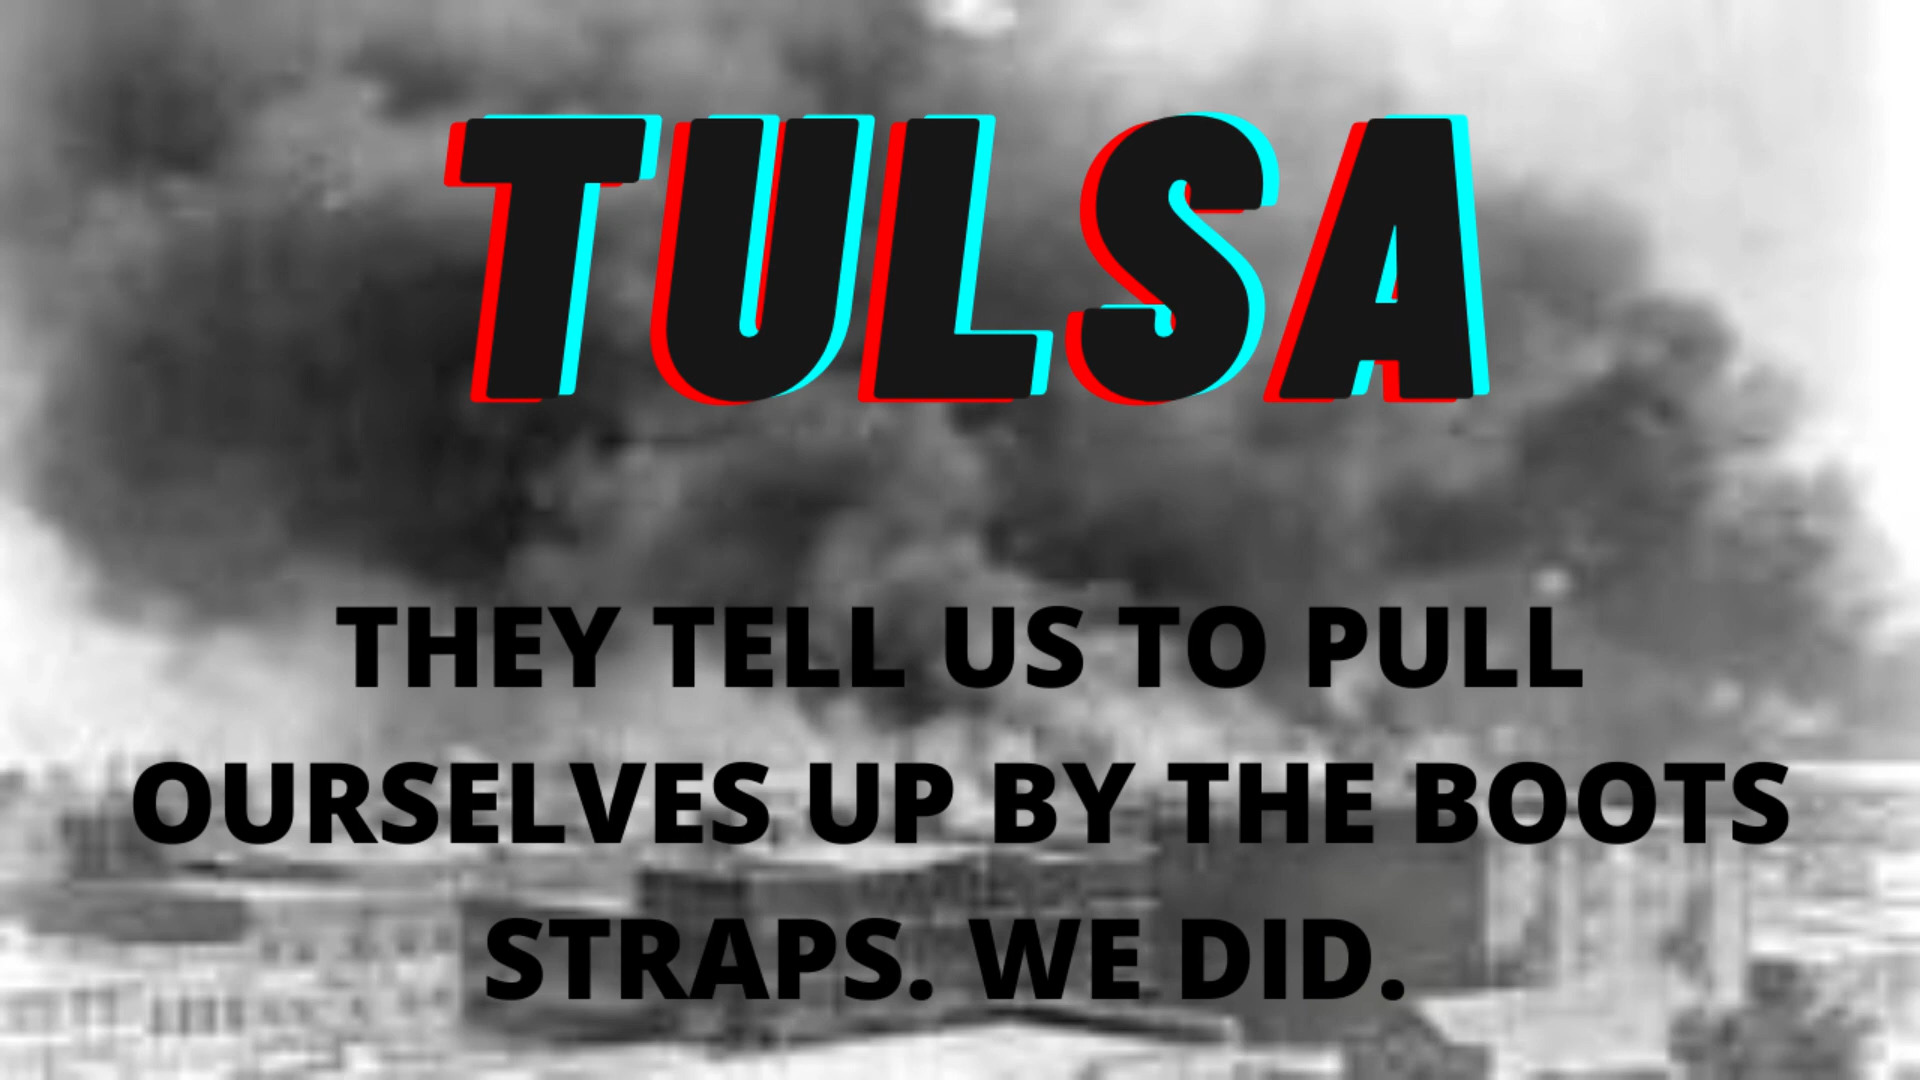 TULSA
THEY TELL US TO PULL
OURSELVES UP BY THE BOOTS
STRAPS. WE DID.